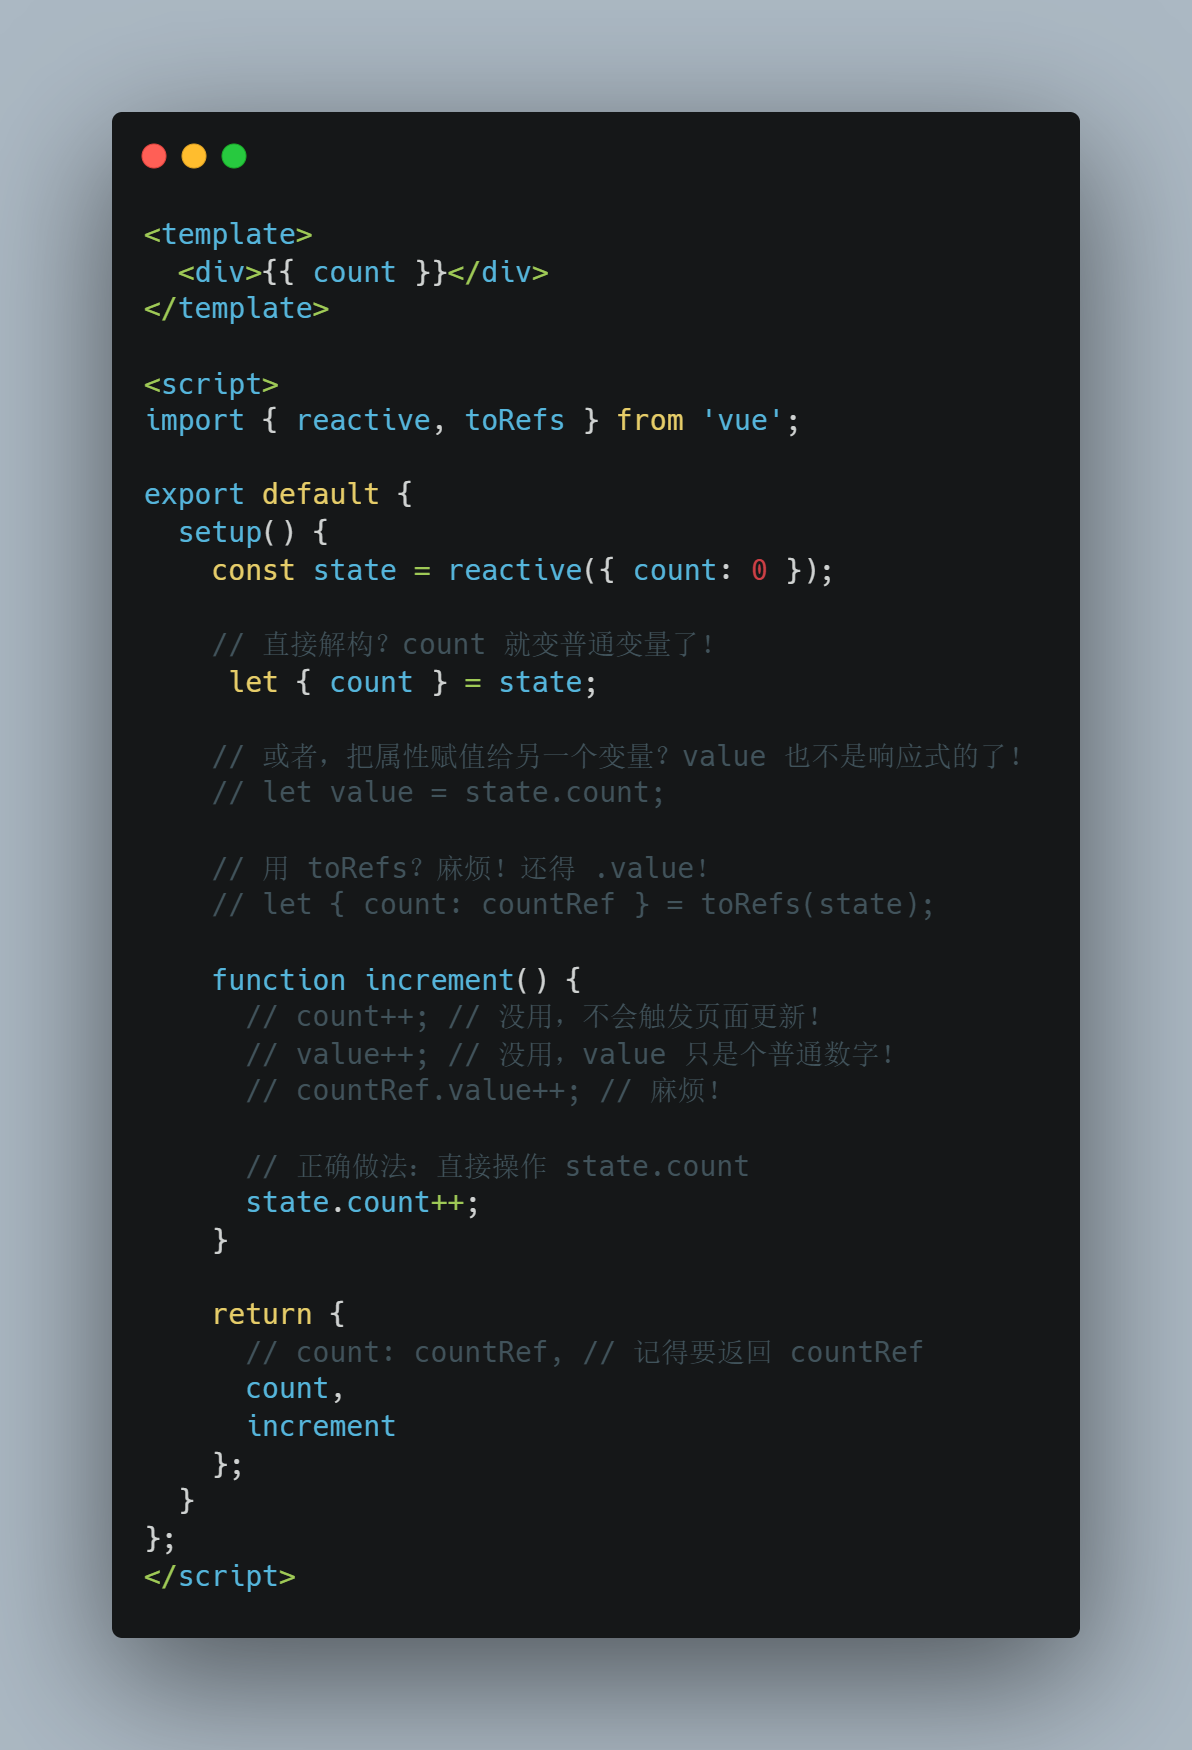 <template>
  <div>{{ count }}</div>
</template>

<script>
import { reactive, toRefs } from 'vue';

export default {
  setup() {
    const state = reactive({ count: 0 });

    // 直接解构？count 就变普通变量了！
     let { count } = state;

    // 或者，把属性赋值给另一个变量？value 也不是响应式的了！
    // let value = state.count;

    // 用 toRefs？麻烦！还得 .value！
    // let { count: countRef } = toRefs(state);

    function increment() {
      // count++; // 没用，不会触发页面更新！
      // value++; // 没用，value 只是个普通数字！
      // countRef.value++; // 麻烦！

      // 正确做法：直接操作 state.count
      state.count++;
    }

    return {
      // count: countRef, // 记得要返回 countRef
      count,
      increment
    };
  }
};
</script>